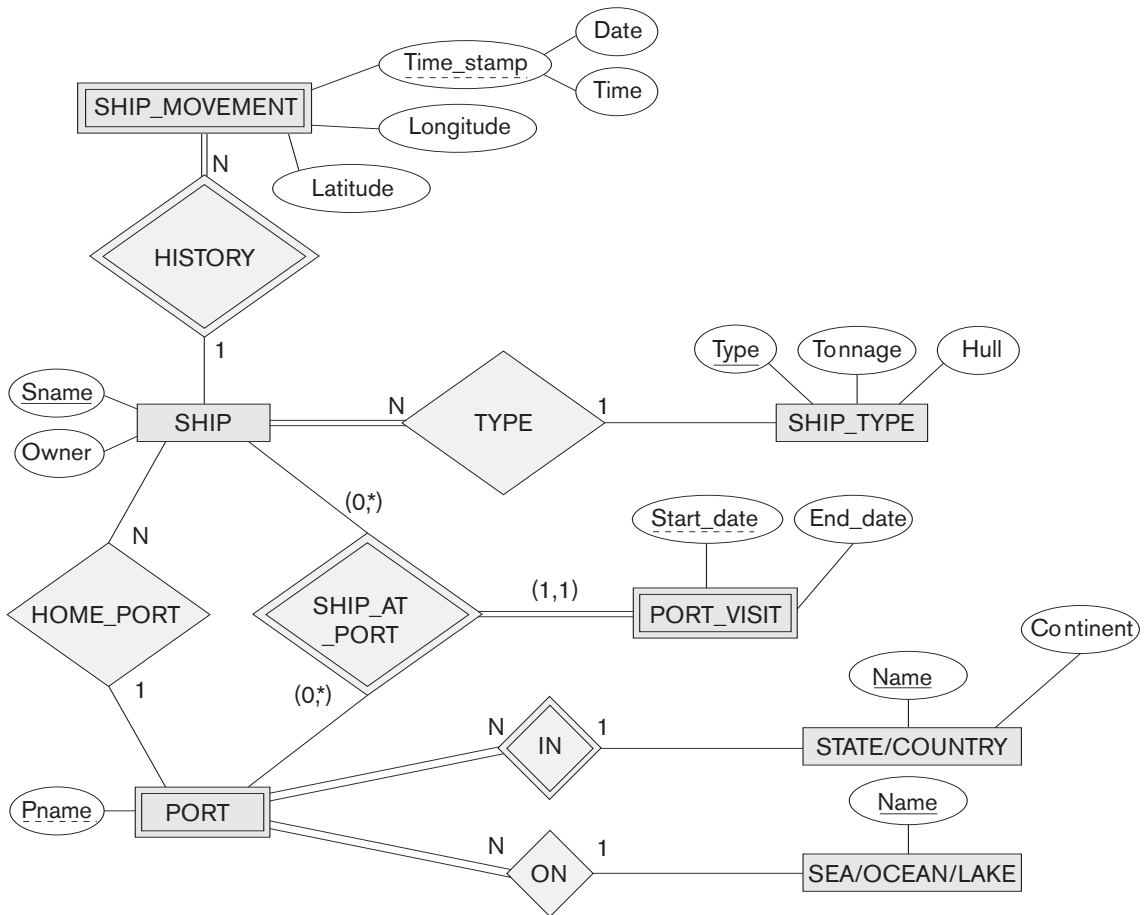 Date
Time_stamp
Time
SHIP_MOVEMENT
Longitude
N
Latitude
HISTORY
1
Type
Tonnage
Hull
Sname
N
TYPE
1
SHIP
SHIP_TYPE
Owner
(0,*)
Start_date
End_date
N
(1,1)
HOME_PORT
SHIP_AT
_PORT
PORT_VISIT
Continent
1
(0,*)
Name
N
IN
1
STATE/COUNTRY
Pname
PORT
Name
N
1
ON
SEA/OCEAN/LAKE